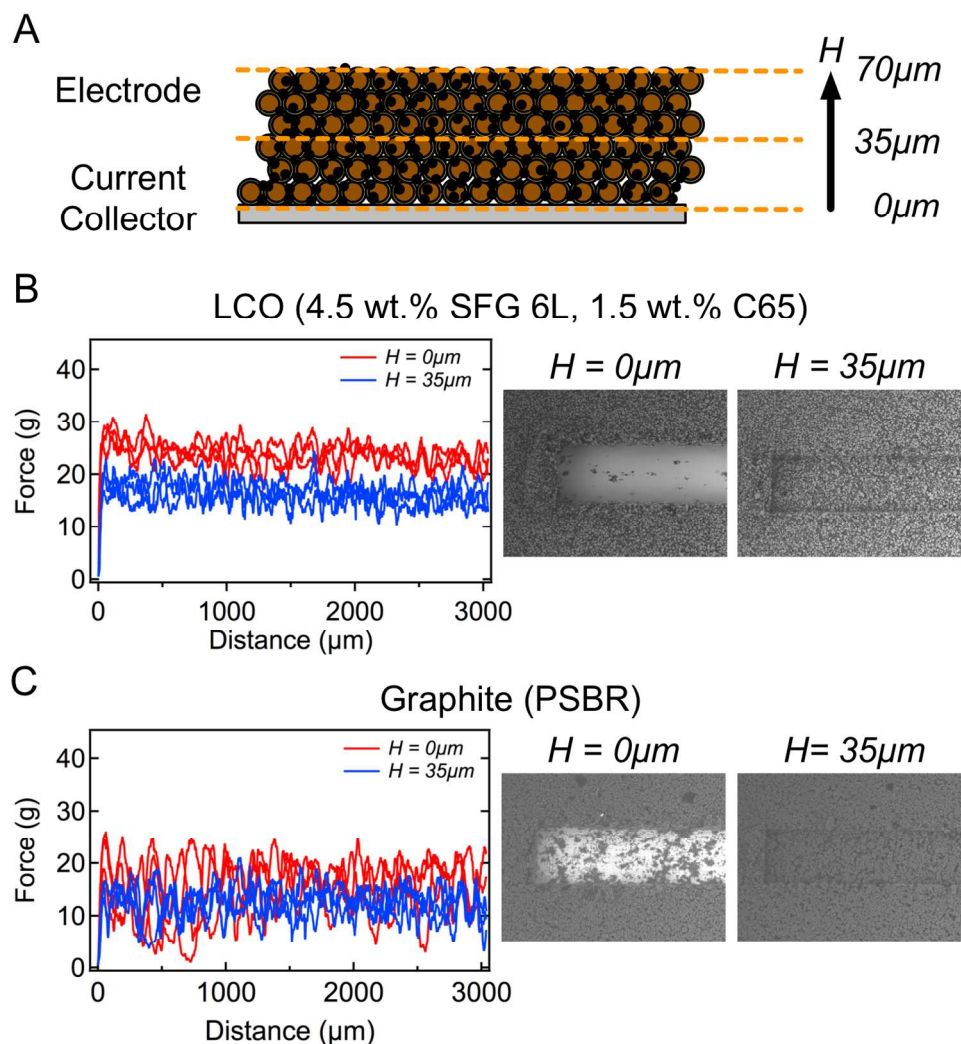 A
Electrode
Current
Collector
H
70µm
35µm
0µm
B
LCO (4.5 wt.% SFG 6L, 1.5 wt.% C65)
Force (g)
40
30
20
10
0
H = 0µm
H = 35µm
0
1000
2000
3000
Distance (µm)
H = 0µm
H = 35µm
C
Graphite (PSBR)
Force (g)
40
30
20
10
0
H = 0µm
H = 35µm
0
1000
2000
3000
Distance (µm)
H = 0µm
H= 35µm